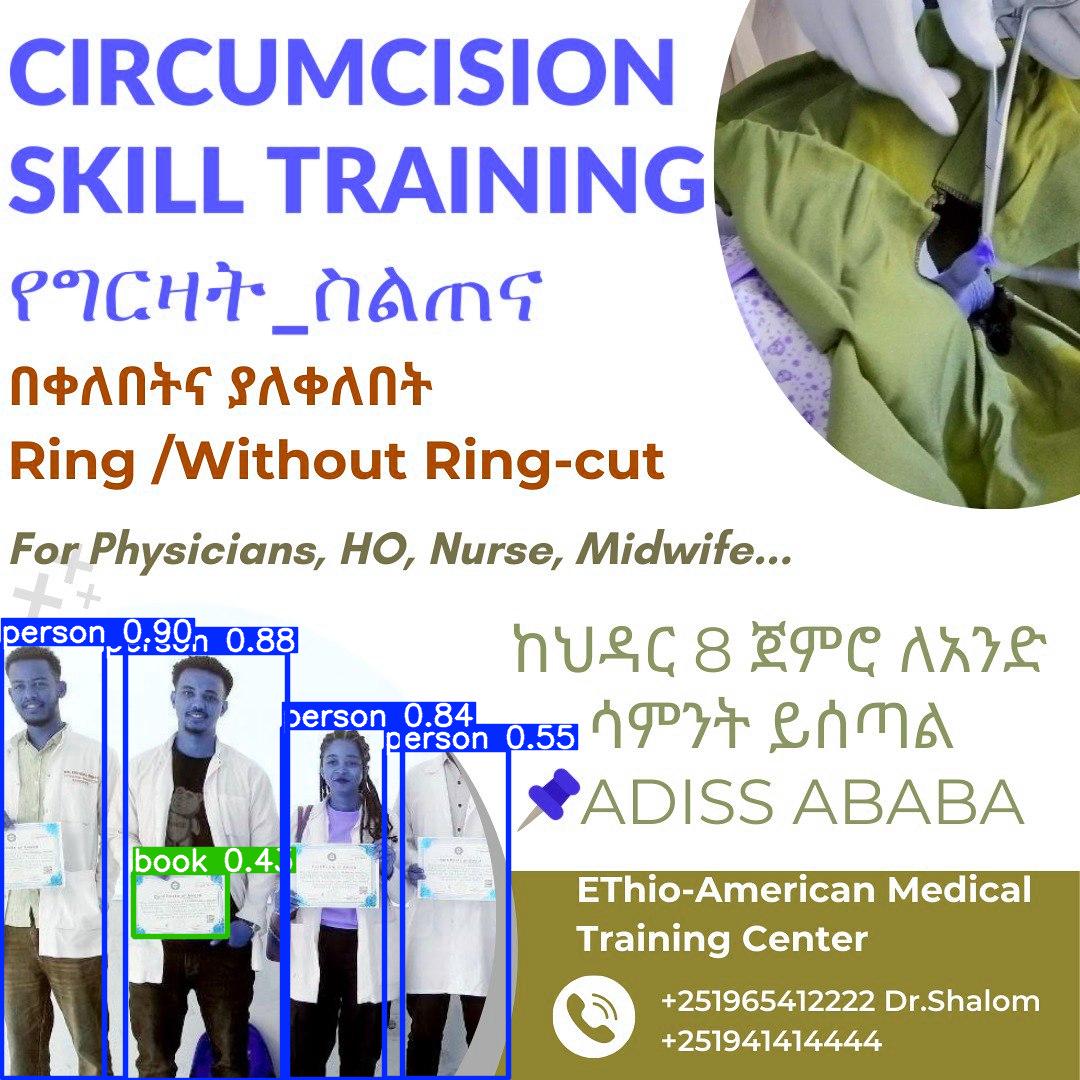 CIRCUMCISION
SKILL TRAINING
የግርዛት_ስልጠና
በቀለበትና ያለቀለበት
Ring /Without Ring-cut
For Physicians, HO, Nurse, Midwife...
person 0.90
person 0.88
person 0.84
person 0.55
book 0.43
ከህዳር 8 ጀምሮ ለአንድ
ሳምንት ይሰጣል
ADISS ABABA
EThio-American Medical
Training Center
+251965412222 Dr.Shalom
+251941414444